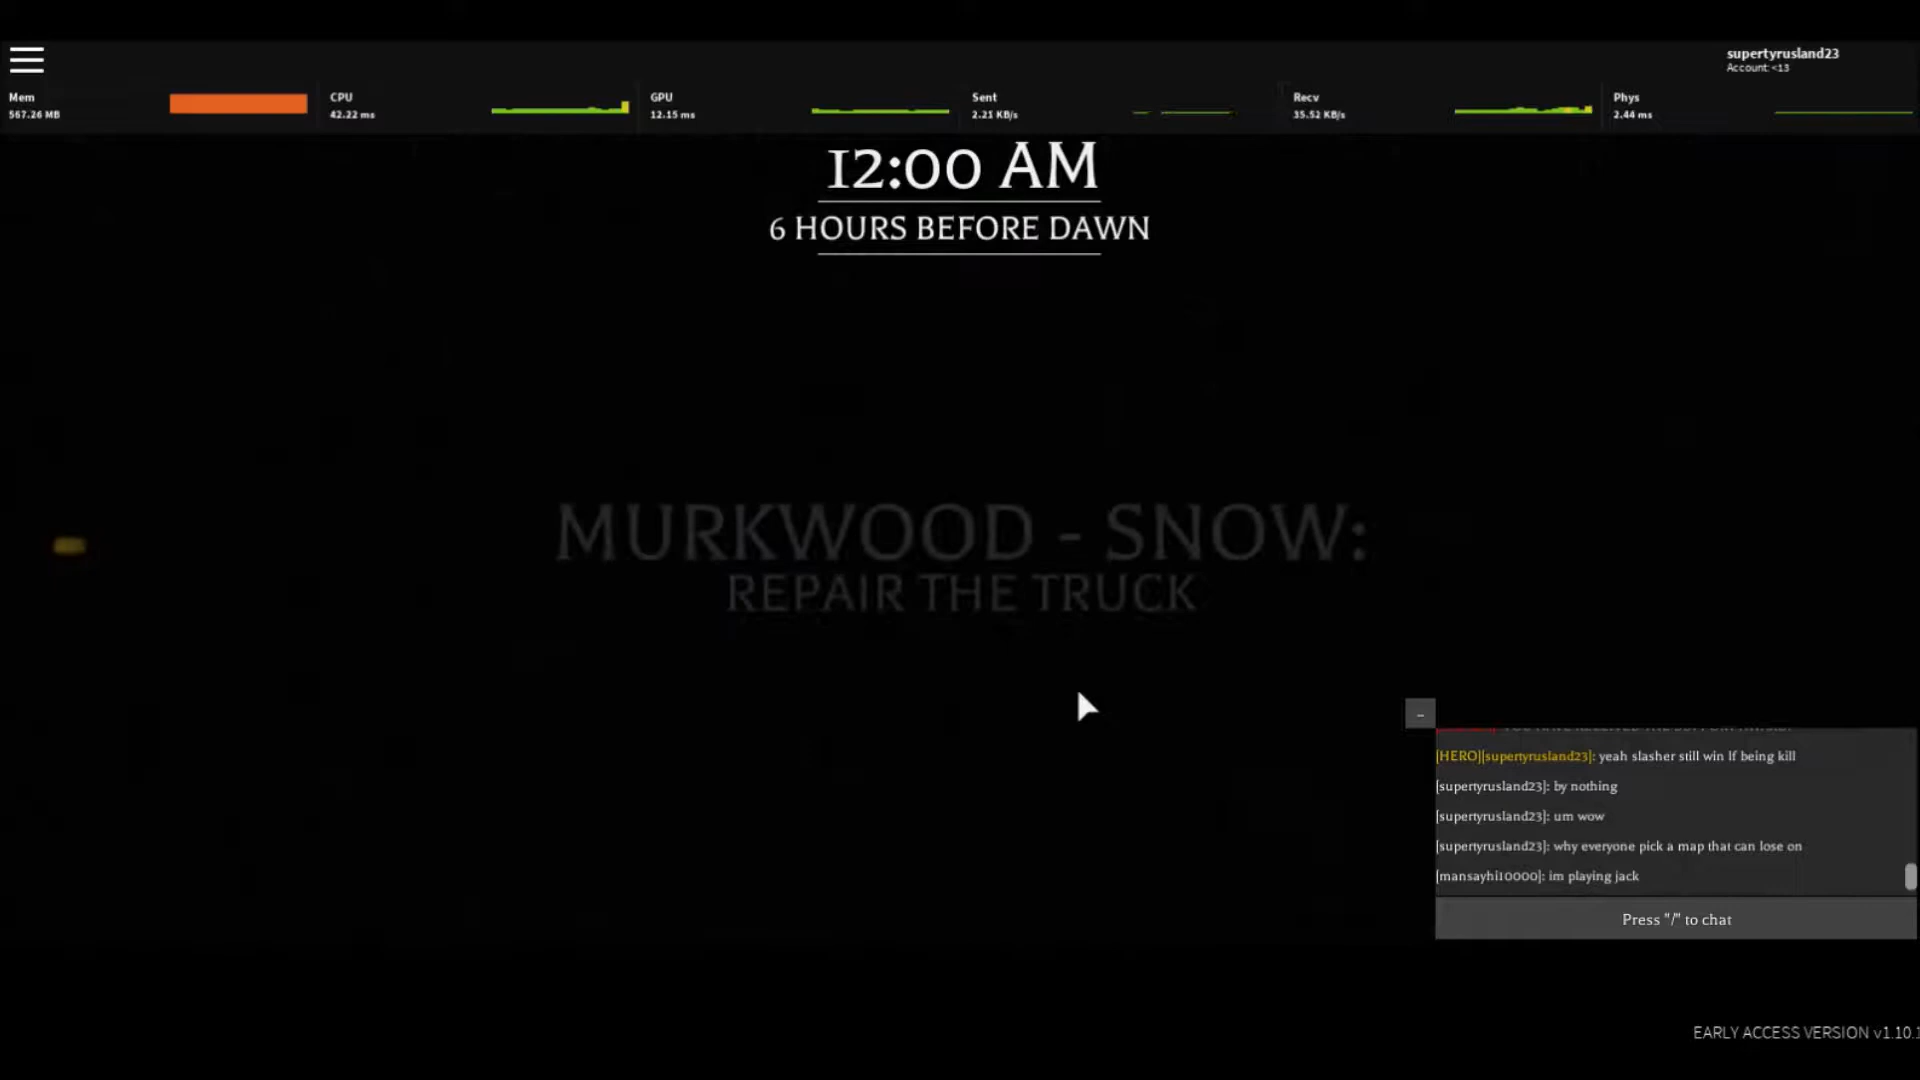 supertyrusland23
Account: <13
Mem
567.26 MB
CPU
42.22 ms
GPU
12.15 ms
Sent
2.21 KB/s
Recv
35.52 KB/s
Phys
2.44 ms
12:00 AM
6 HOURS BEFORE DAWN
MURKWOOD - SNOW:
REPAIR THE TRUCK
-
[HERO][supertyrusland23]: yeah slasher still win lf being kill
[supertyrusland23]: by nothing
[supertyrusland23]: um wow
[supertyrusland23]: why everyone pick a map that can lose on
[mansayhi10000]: im playing jack
Press "/" to chat
EARLY ACCESS VERSION v1.10.1